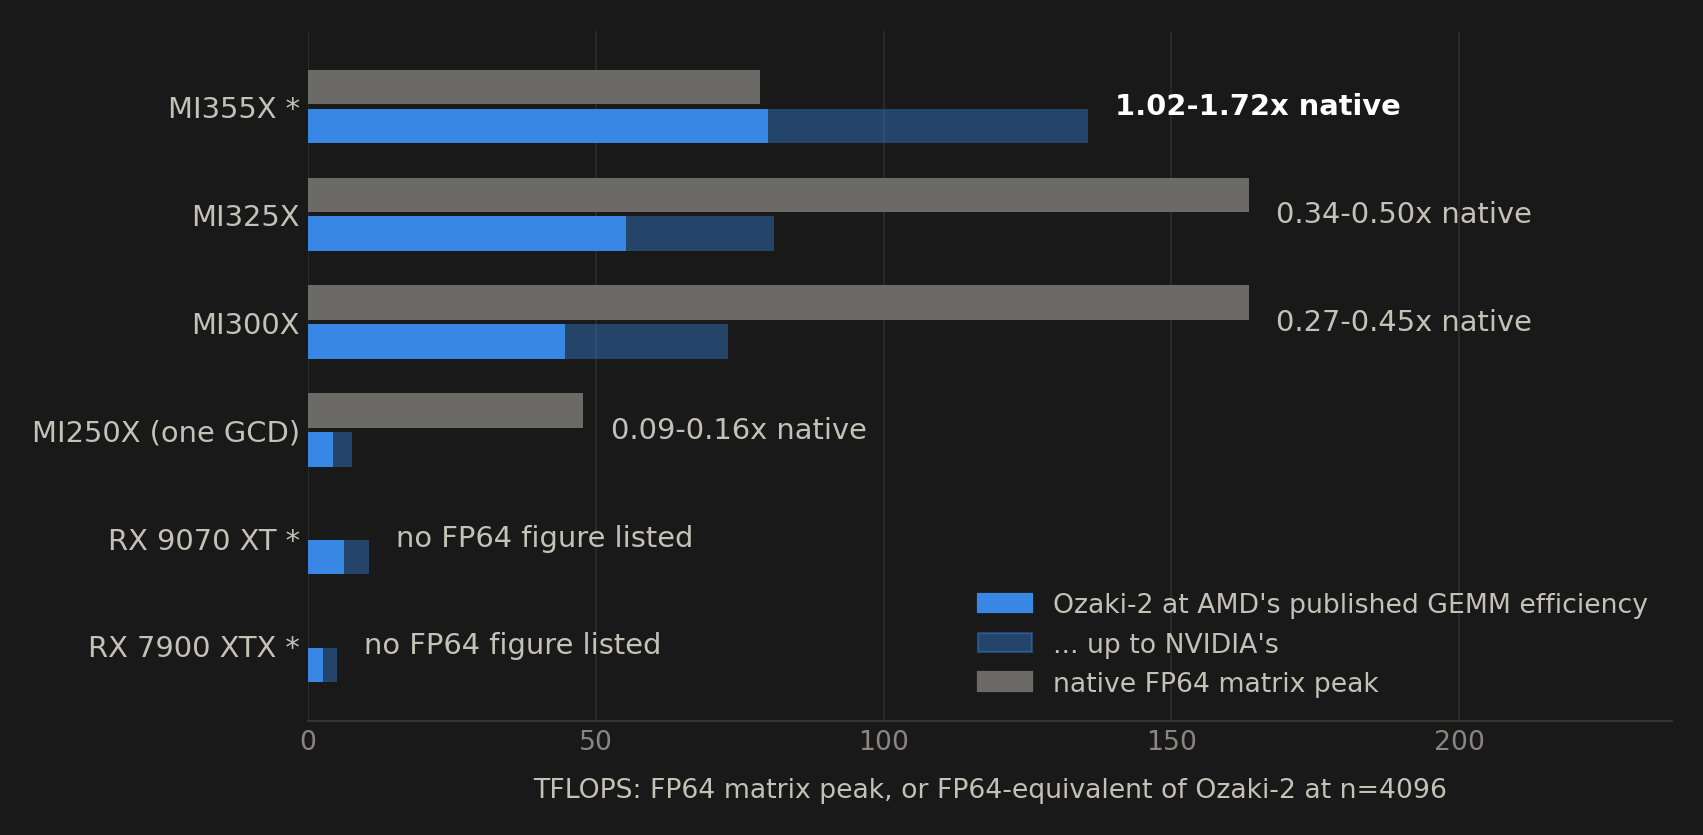 MI355X *
1.02-1.72x native
MI325X
0.34-0.50x native
MI300X
0.27-0.45x native
MI250X (one GCD)
0.09-0.16x native
RX 9070 XT *
no FP64 figure listed
RX 7900 XTX *
no FP64 figure listed
Ozaki-2 at AMD's published GEMM efficiency
... up to NVIDIA's
native FP64 matrix peak
0 50 100 150 200
TFLOPS: FP64 matrix peak, or FP64-equivalent of Ozaki-2 at n=4096